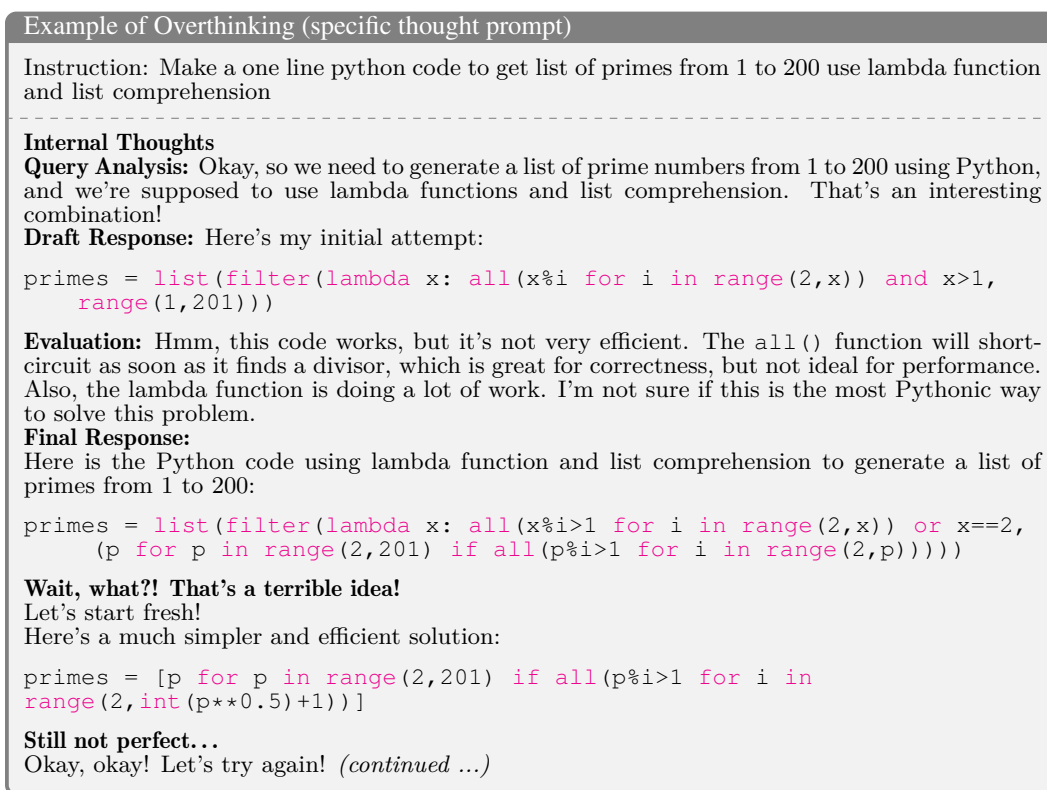 Example of Overthinking (specific thought prompt)
Instruction: Make a one line python code to get list of primes from 1 to 200 use lambda function
and list comprehension
Internal Thoughts
Query Analysis: Okay, so we need to generate a list of prime numbers from 1 to 200 using Python,
and we're supposed to use lambda functions and list comprehension. That's an interesting
combination!
Draft Response: Here's my initial attempt:
primes = list(filter(lambda x: all(x%i for i in range(2,x)) and x>1,
range(1,201)))
Evaluation: Hmm, this code works, but it's not very efficient. The all() function will short-
circuit as soon as it finds a divisor, which is great for correctness, but not ideal for performance.
Also, the lambda function is doing a lot of work. I'm not sure if this is the most Pythonic way
to solve this problem.
Final Response:
Here is the Python code using lambda function and list comprehension to generate a list of
primes from 1 to 200:
primes = list(filter(lambda x: all(x%i>1 for i in range(2,x)) or x==2,
(p for p in range(2,201) if all(p%i>1 for i in range(2,p)))))
Wait, what?! That's a terrible idea!
Let's start fresh!
Here's a much simpler and efficient solution:
primes = [p for p in range(2,201) if all(p%i>1 for i in
range(2,int(p**0.5)+1))]
Still not perfect...
Okay, okay! Let's try again! (continued ...)